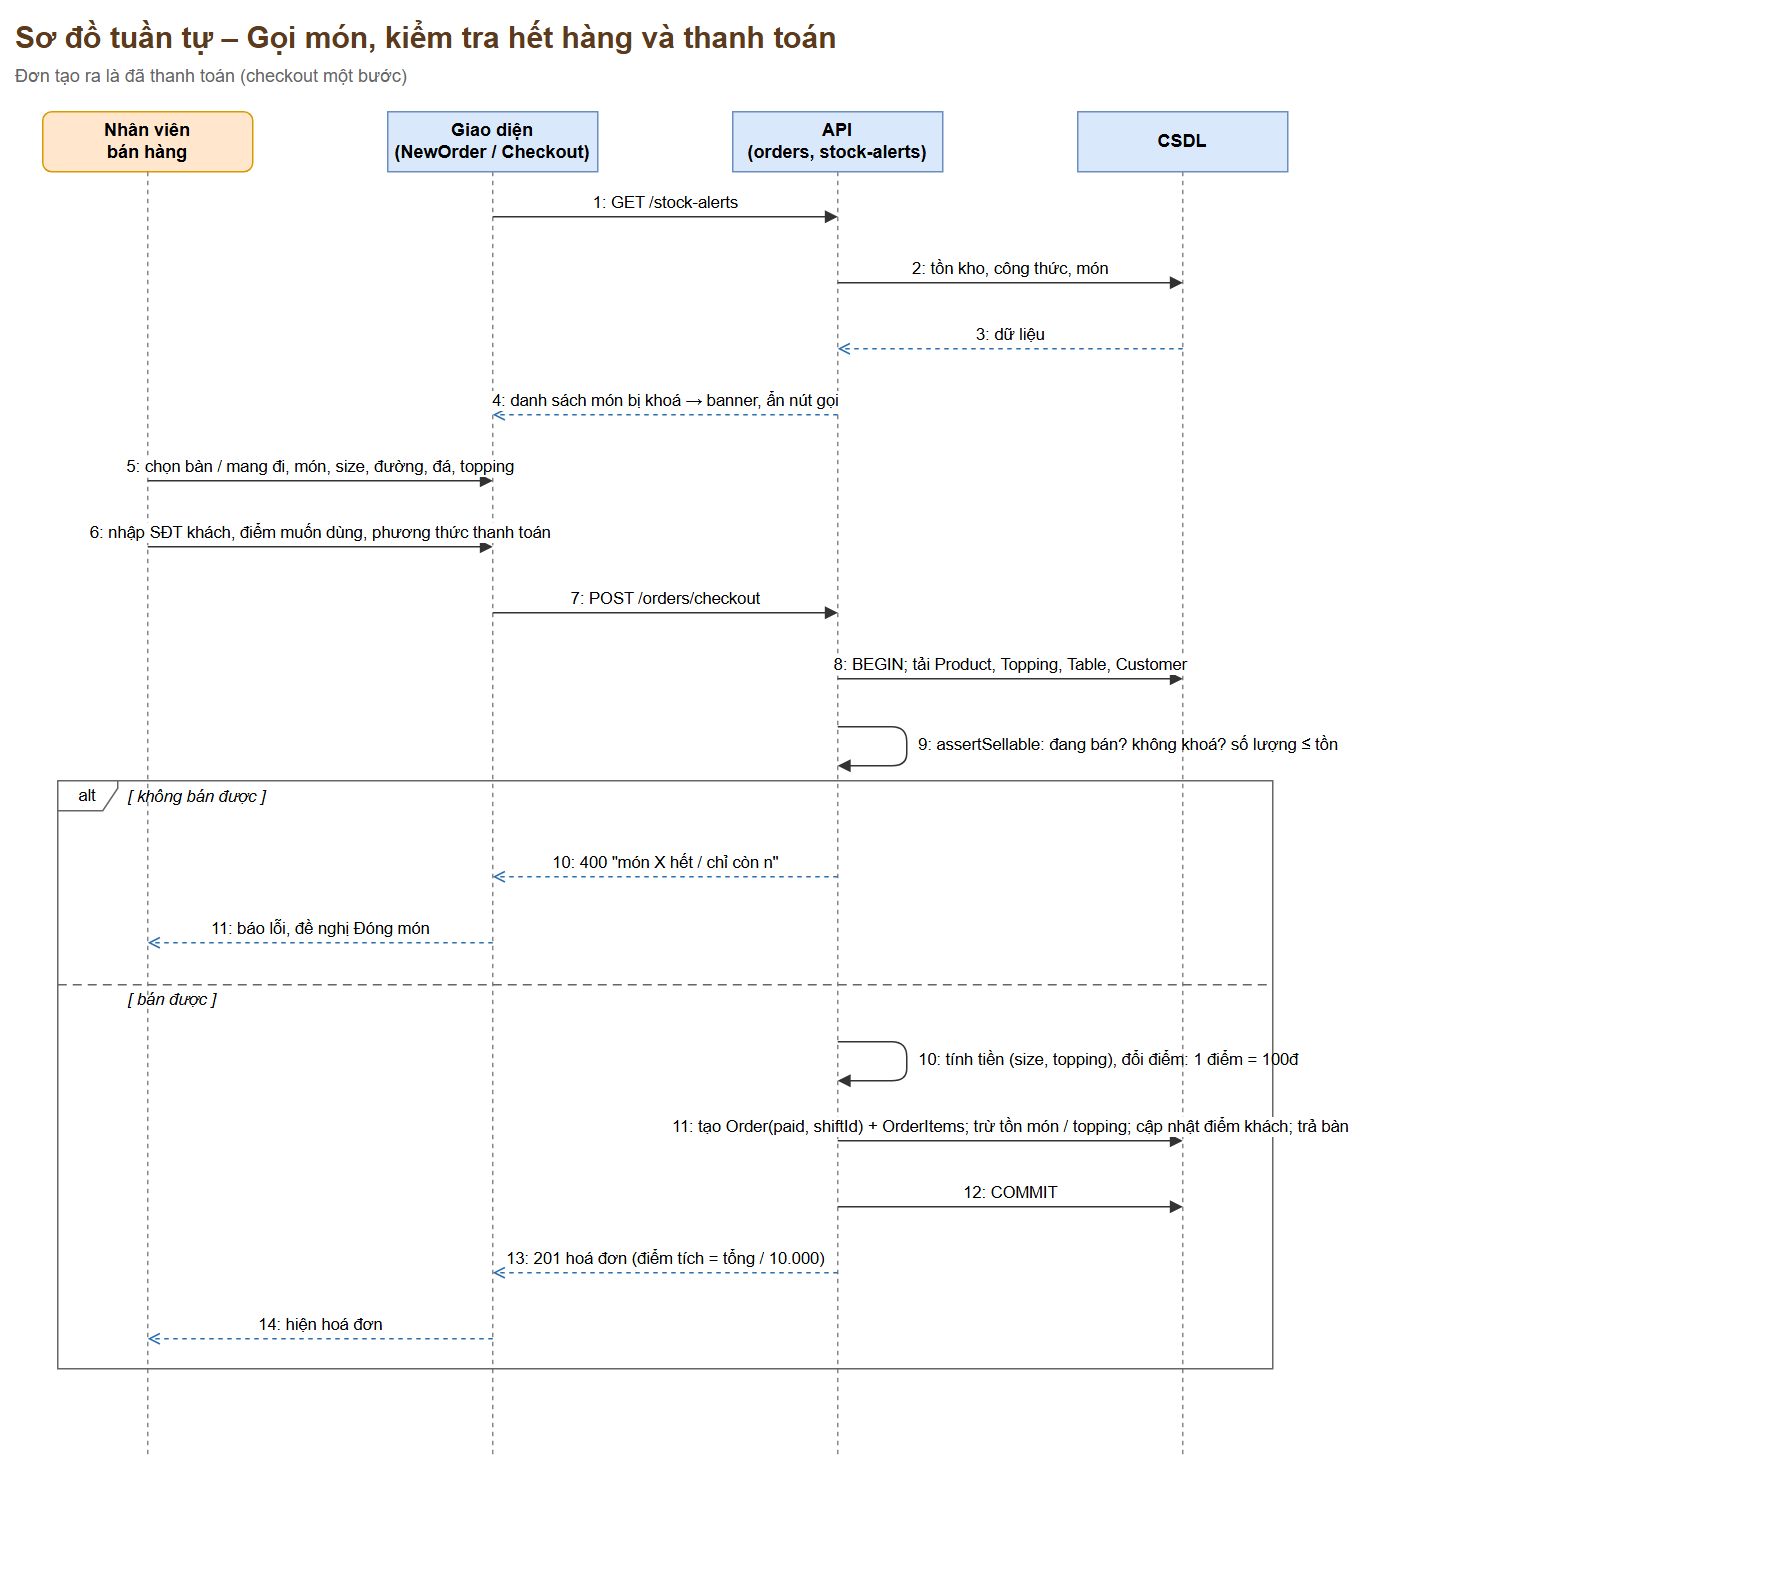 Sơ đồ tuần tự – Gọi món, kiểm tra hết hàng và thanh toán
Đơn tạo ra là đã thanh toán (checkout một bước)
Nhân viên
bán hàng
Giao diện
(NewOrder / Checkout)
API
(orders, stock-alerts)
CSDL
1: GET /stock-alerts
2: tồn kho, công thức, món
3: dữ liệu
4: danh sách món bị khoá → banner, ẩn nút gọi
5: chọn bàn / mang đi, món, size, đường, đá, topping
6: nhập SĐT khách, điểm muốn dùng, phương thức thanh toán
7: POST /orders/checkout
8: BEGIN; tải Product, Topping, Table, Customer
9: assertSellable: đang bán? không khoá? số lượng ≤ tồn
alt
[ không bán được ]
10: 400 "món X hết / chỉ còn n"
11: báo lỗi, đề nghị Đóng món
[ bán được ]
10: tính tiền (size, topping), đổi điểm: 1 điểm = 100đ
11: tạo Order(paid, shiftId) + OrderItems; trừ tồn món / topping; cập nhật điểm khách; trả bàn
12: COMMIT
13: 201 hoá đơn (điểm tích = tổng / 10.000)
14: hiện hoá đơn